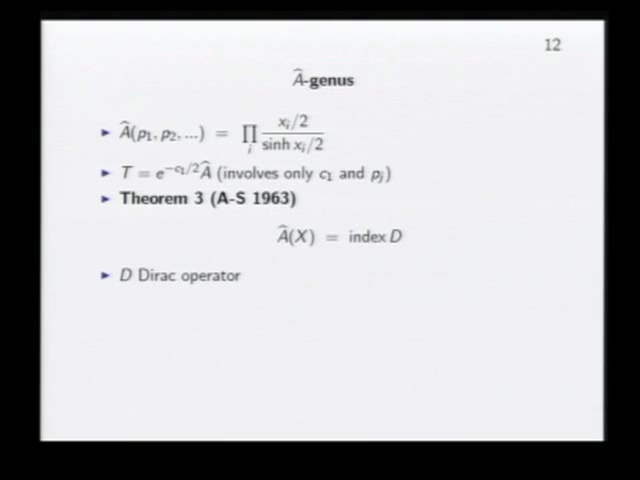 12
Â-genus
► Â(p₁, p₂, ...) = ∏ᵢ (xᵢ/2)/(sinh xᵢ/2)
► T = e^{-c₁/2}Â (involves only c₁ and pⱼ)
► Theorem 3 (A-S 1963)
Â(X) = index D
► D Dirac operator